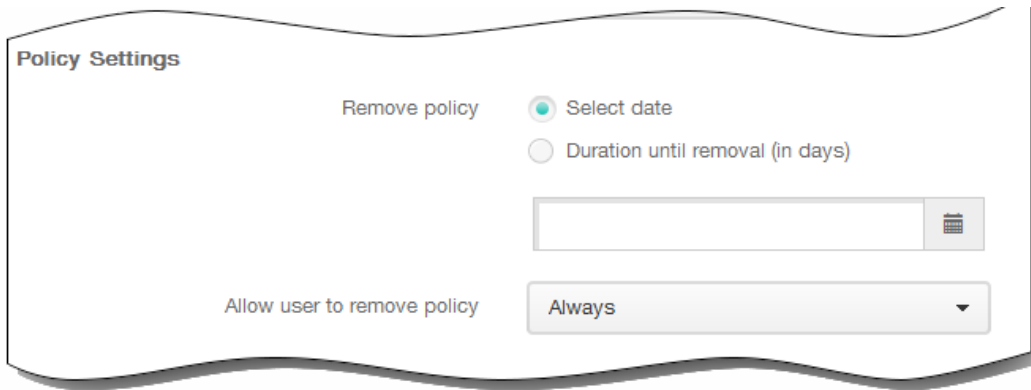 Policy Settings
Remove policy
Select date
Duration until removal (in days)
Allow user to remove policy
Always